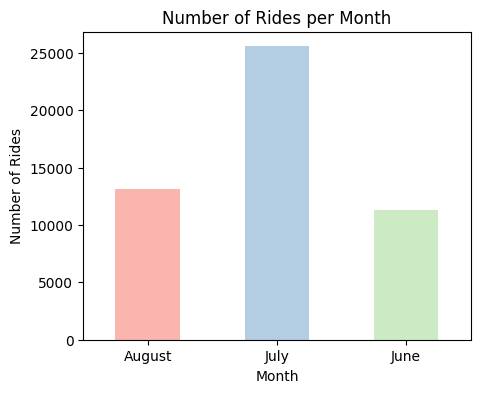 Number of Rides per Month
Number of Rides
25000
20000
15000
10000
5000
0
August July June
Month